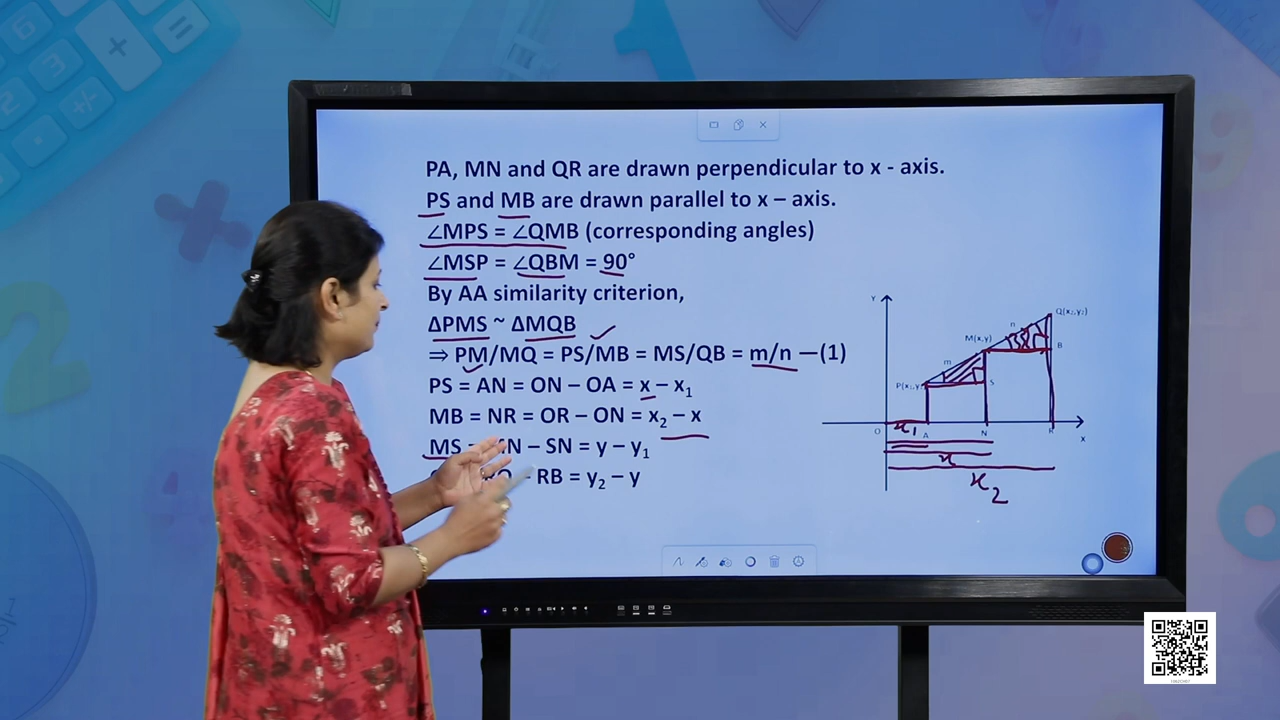 PA, MN and QR are drawn perpendicular to x - axis.
PS and MB are drawn parallel to x – axis.
∠MPS = ∠QMB (corresponding angles)
∠MSP = ∠QBM = 90°
By AA similarity criterion,
ΔPMS ~ ΔMQB
⇒ PM/MQ = PS/MB = MS/QB = m/n —(1)
PS = AN = ON – OA = x – x₁
MB = NR = OR – ON = x₂ – x
MS = MN – SN = y – y₁
– RB = y₂ – y
Y
Q(x₂,y₂)
n
M(x,y)
B
m
P(x₁,y
S
O
x₁
A
N
R
X
x
x₂